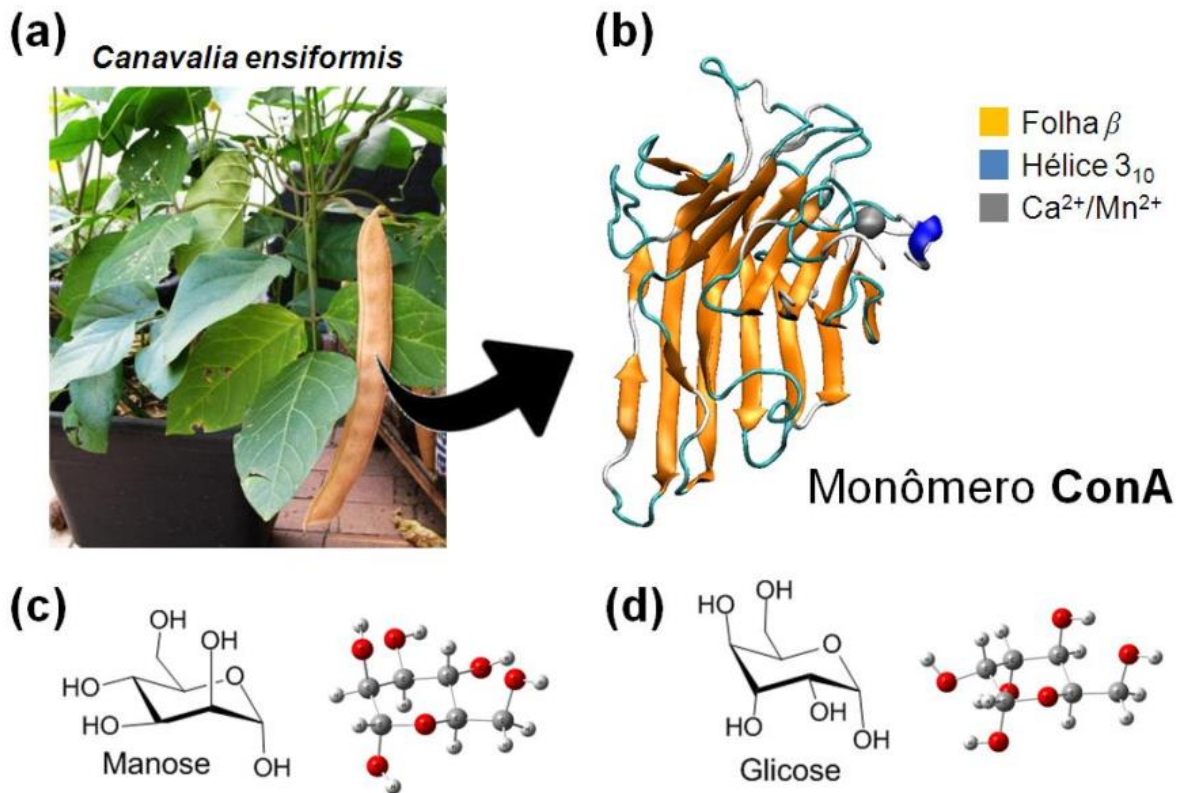 (a)
Canavalia ensiformis
(b)
Folha β
Hélice 3₁₀
Ca²⁺/Mn²⁺
Monômero ConA
(c)
OH
OH
HO
O
HO
OH
Manose
(d)
HO
OH
O
HO
OH
OH
Glicose